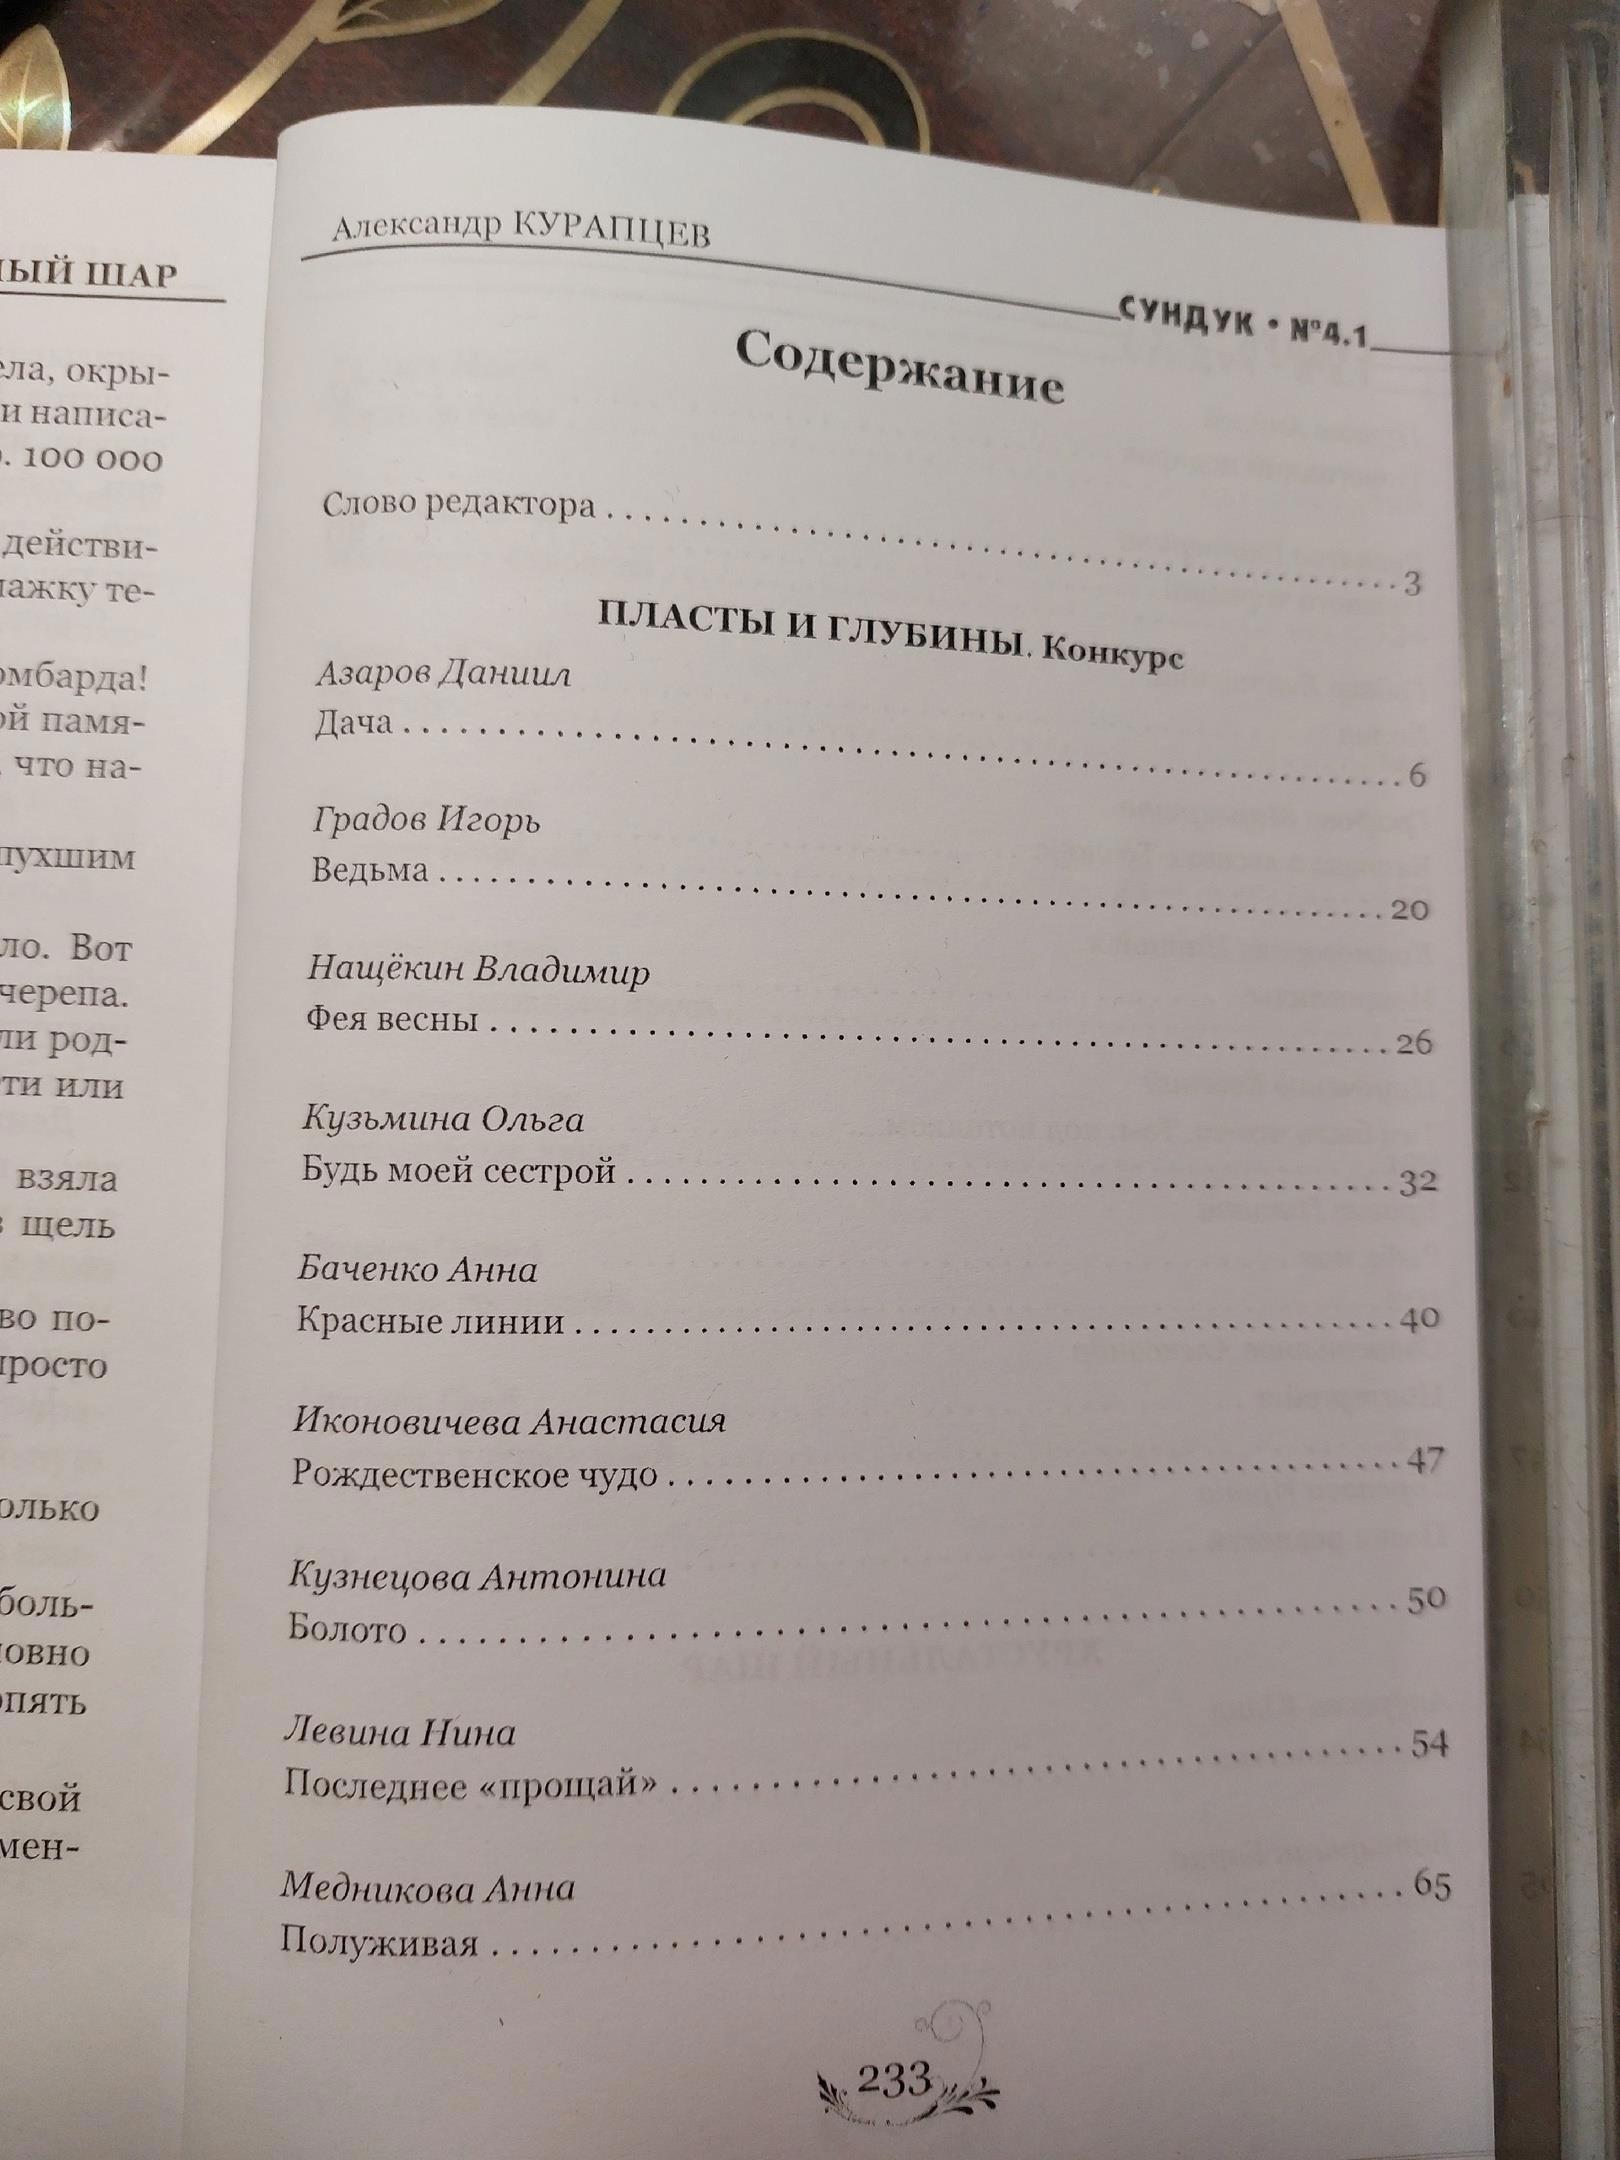 ЫЙ ШАР
ела, окры-
и написа-
100 000
действи-
ажку те-
омбарда!
ой памя-
что на-
пухшим
ло. Вот
черепа.
ли род-
ти или
взяла
щель
во по-
просто
олько
боль-
ловно
опять
свой
мен-
Александр КУРАПЦЕВ
СУНДУК • №4.1
Содержание
Слово редактора . . . . . . . . . . 3
ПЛАСТЫ И ГЛУБИНЫ. Конкурс
Азаров Даниил
Дача . . . . . . . . . . 6
Градов Игорь
Ведьма . . . . . . . . . . 20
Нащёкин Владимир
Фея весны . . . . . . . . . . 26
Кузьмина Ольга
Будь моей сестрой . . . . . . . . . . 32
Баченко Анна
Красные линии . . . . . . . . . . 40
Иконовичева Анастасия
Рождественское чудо . . . . . . . . . . 47
Кузнецова Антонина
Болото . . . . . . . . . . 50
Левина Нина
Последнее «прощай» . . . . . . . . . . 54
Медникова Анна
Полуживая . . . . . . . . . . 65
233